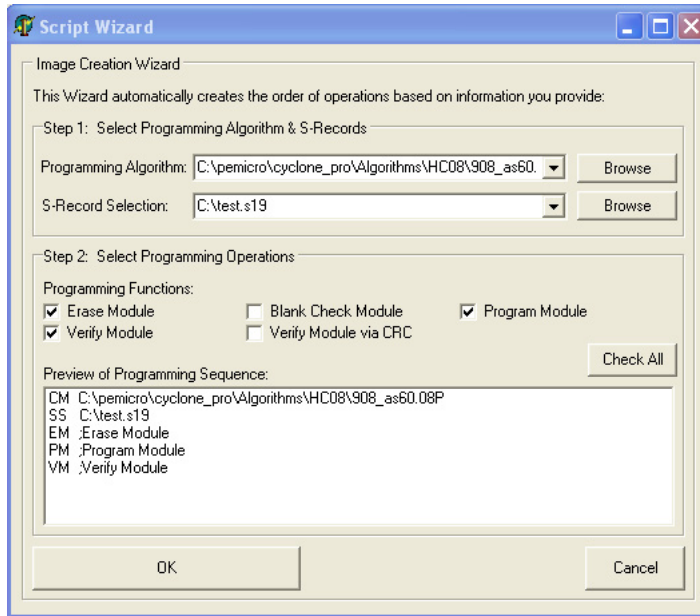 Script Wizard
Image Creation Wizard
This Wizard automatically creates the order of operations based on information you provide:
Step 1: Select Programming Algorithm & S-Records
Programming Algorithm: C:\pemicro\cyclone_pro\Algorithms\HC08\908_as60. Browse
S-Record Selection: C:\test.s19 Browse
Step 2: Select Programming Operations
Programming Functions:
Erase Module Blank Check Module Program Module
Verify Module Verify Module via CRC
Check All
Preview of Programming Sequence:
CM C:\pemicro\cyclone_pro\Algorithms\HC08\908_as60.08P
SS C:\test.s19
EM ;Erase Module
PM ;Program Module
VM ;Verify Module
OK Cancel